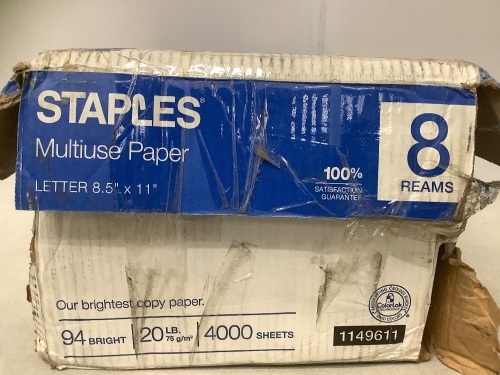 STAPLES®
Multiuse Paper
LETTER 8.5" x 11"
100%
SATISFACTION
GUARANTEE
8
REAMS
Our brightest copy paper.
94 BRIGHT
20 LB.
75 g/m²
4000 SHEETS
ColorLok
1149611